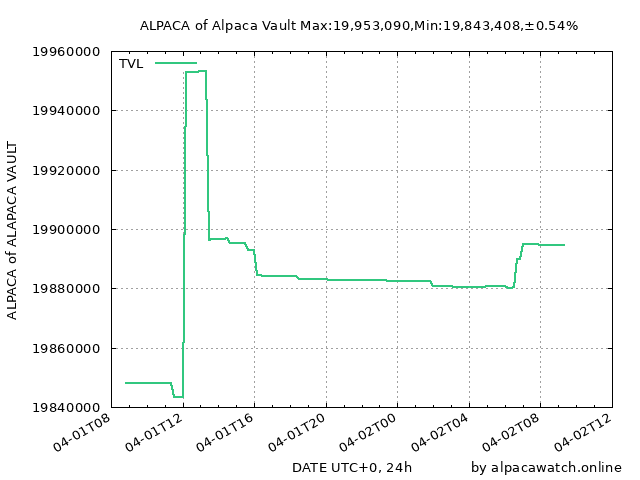 ALPACA of Alpaca Vault Max:19,953,090,Min:19,843,408,±0.54%
TVL
ALPACA of ALAPACA VAULT
19960000
19940000
19920000
19900000
19880000
19860000
19840000
04-01T08
04-01T12
04-01T16
04-01T20
04-02T00
04-02T04
04-02T08
04-02T12
DATE UTC+0, 24h
by alpacawatch.online